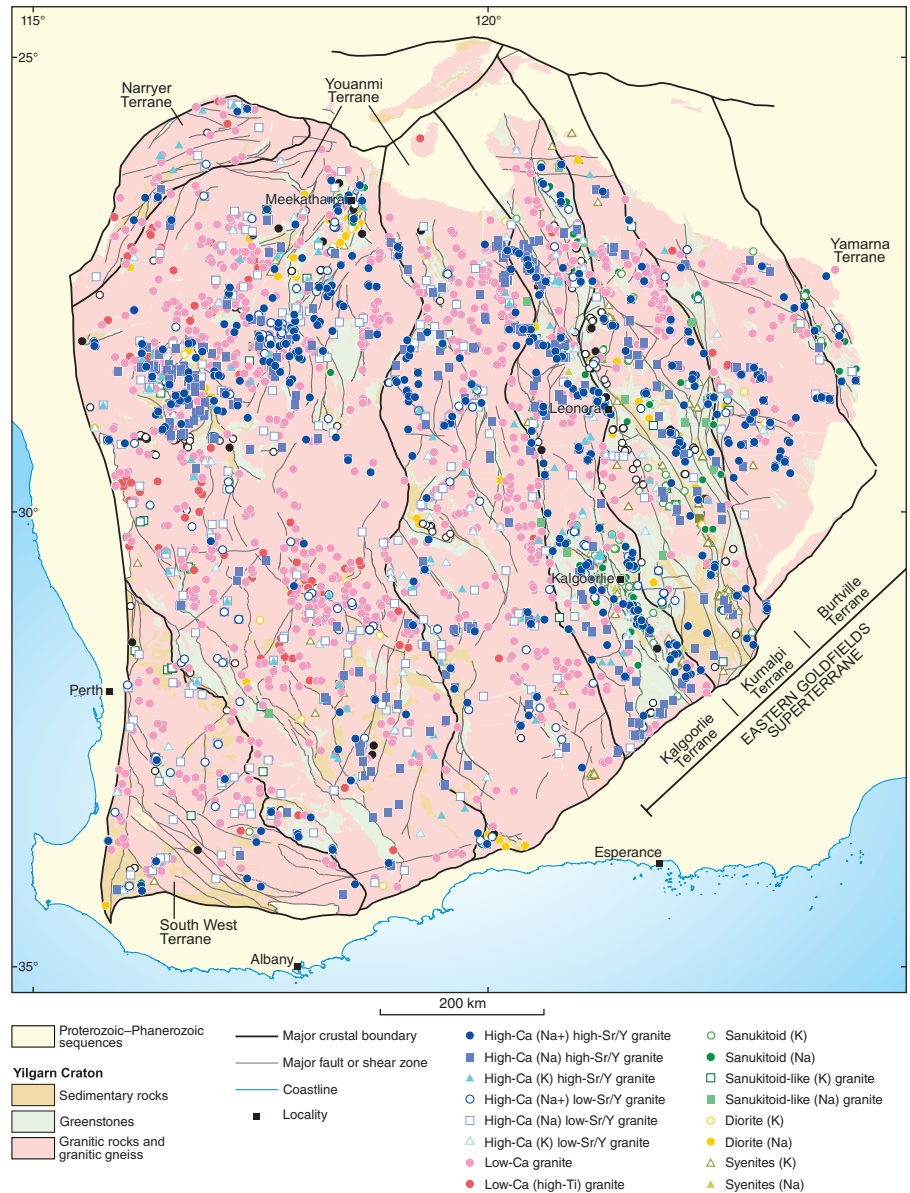 115°
120°
25°
Narryer
Terrane
Youanmi
Terrane
Meekatharra
Yamarna
Terrane
Leonora
30°
Kalgoorlie
Burtville
Terrane
Kurnalpi
Terrane
Kalgoorlie
Terrane
EASTERN GOLDFIELDS
SUPERTERRANE
Perth
Esperance
South West
Terrane
Albany
35°
200 km
Proterozoic–Phanerozoic
sequences
Yilgarn Craton
Sedimentary rocks
Greenstones
Granitic rocks and
granitic gneiss
Major crustal boundary
Major fault or shear zone
Coastline
Locality
High-Ca (Na+) high-Sr/Y granite
High-Ca (Na) high-Sr/Y granite
High-Ca (K) high-Sr/Y granite
High-Ca (Na+) low-Sr/Y granite
High-Ca (Na) low-Sr/Y granite
High-Ca (K) low-Sr/Y granite
Low-Ca granite
Low-Ca (high-Ti) granite
Sanukitoid (K)
Sanukitoid (Na)
Sanukitoid-like (K) granite
Sanukitoid-like (Na) granite
Diorite (K)
Diorite (Na)
Syenites (K)
Syenites (Na)